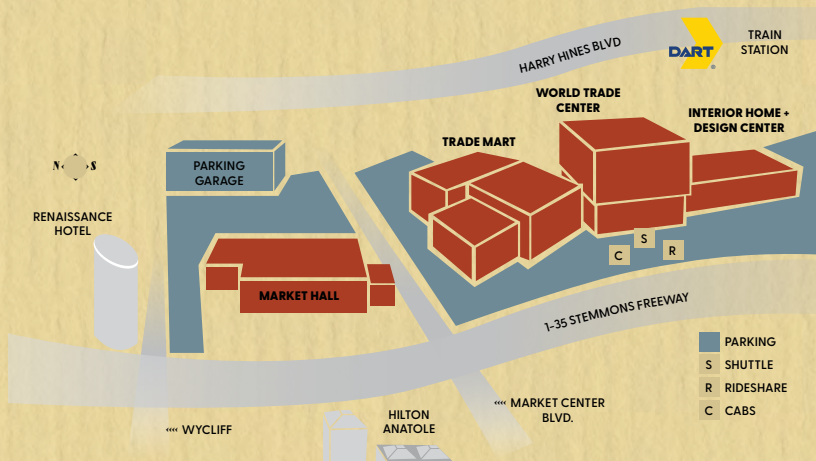 HARRY HINES BLVD
DART
®
TRAIN
STATION
WORLD TRADE
CENTER
INTERIOR HOME +
DESIGN CENTER
TRADE MART
PARKING
GARAGE
N S
RENAISSANCE
HOTEL
S
C
R
MARKET HALL
1-35 STEMMONS FREEWAY
PARKING
S SHUTTLE
R RIDESHARE
C CABS
‹‹‹‹ MARKET CENTER
BLVD.
HILTON
ANATOLE
‹‹‹‹ WYCLIFF